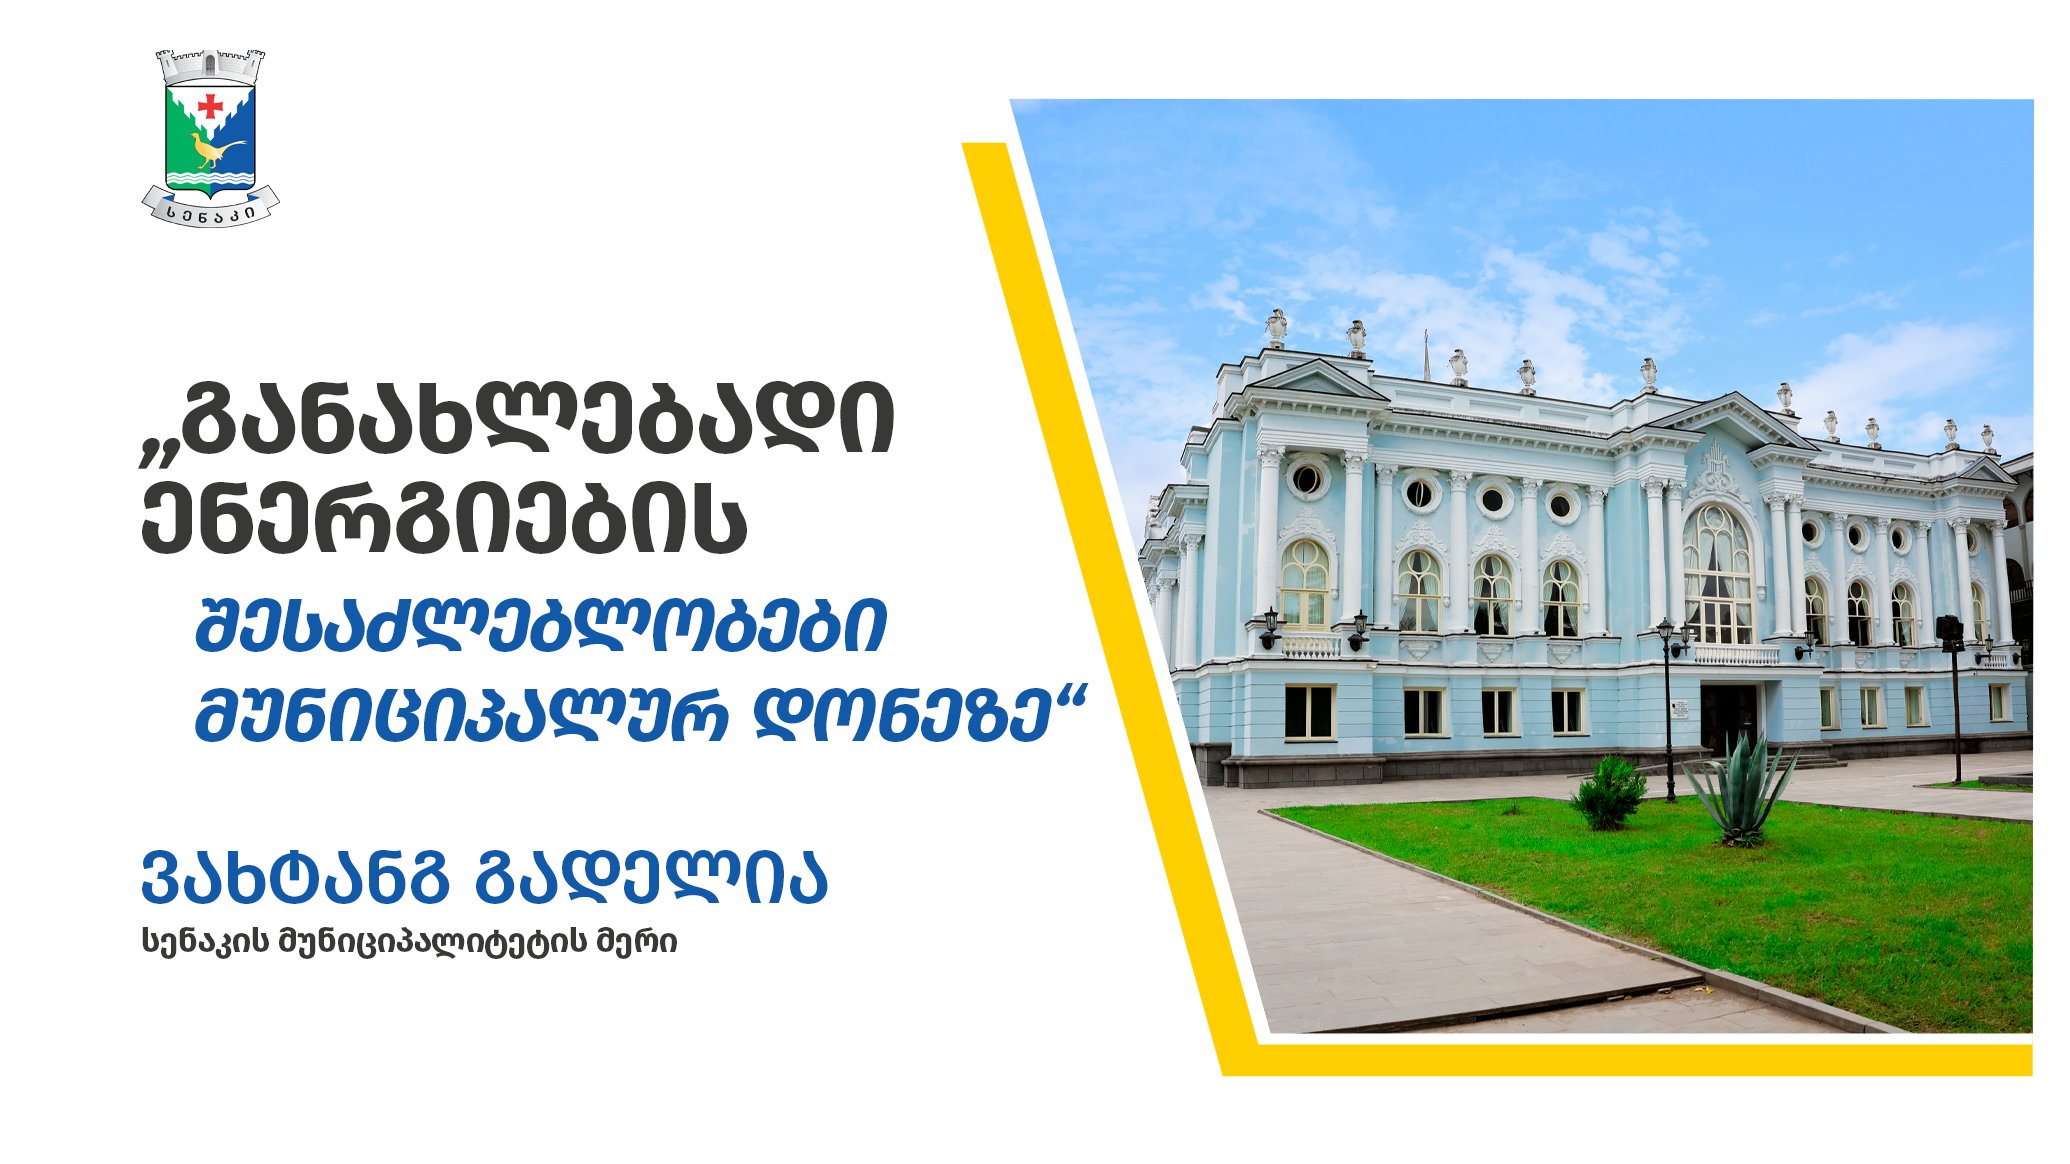 სენაკი
„განახლებადი
ენერგიების
შესაძლებლობები
მუნიციპალურ დონეზე“
ვახტანგ გადელია
სენაკის მუნიციპალიტეტის მერი